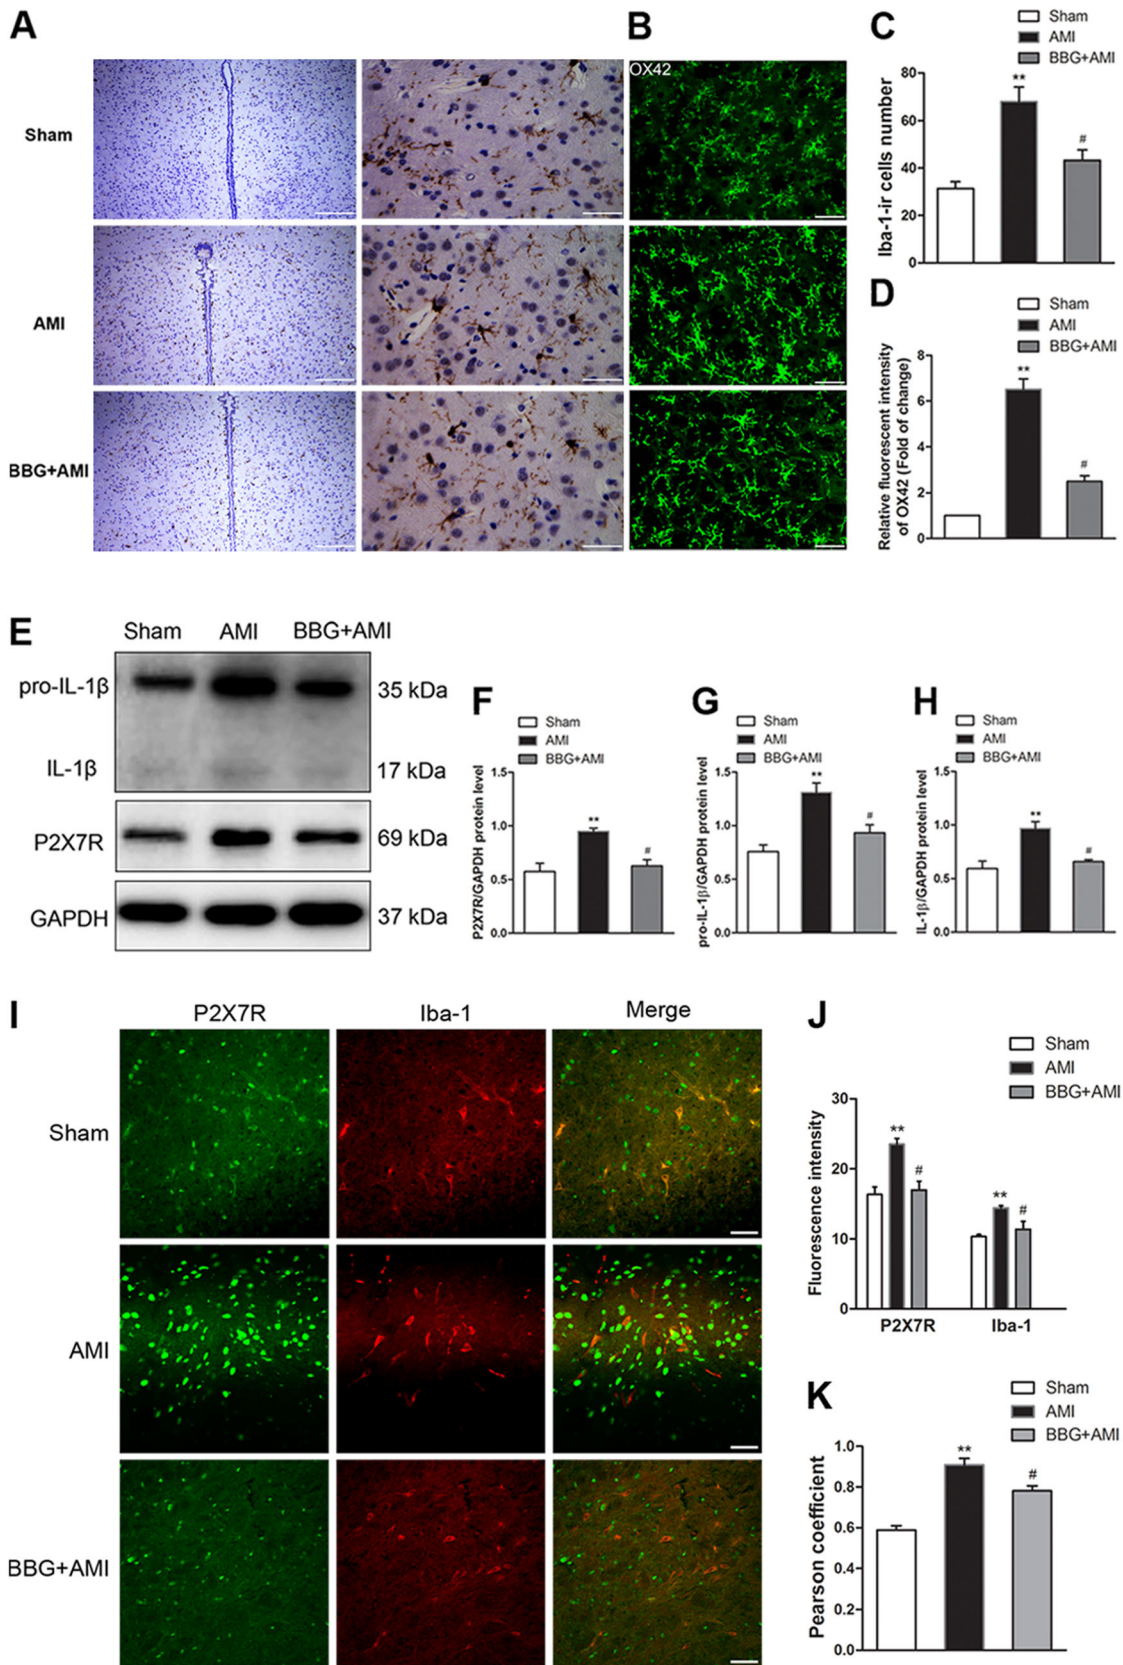 A
Sham
AMI
BBG+AMI
B
OX42
C
Sham
AMI
BBG+AMI
Iba-1-ir cells number
80
60
40
20
0
**
#
D
Sham
AMI
BBG+AMI
Relative fluorescent intensity
of OX42 (Fold of change)
8
6
4
2
0
**
#
E
Sham AMI BBG+AMI
pro-IL-1β 35 kDa
IL-1β 17 kDa
P2X7R 69 kDa
GAPDH 37 kDa
F
Sham
AMI
BBG+AMI
P2X7R/GAPDH protein level
1.5
1.0
0.5
0.0
**
#
G
Sham
AMI
BBG+AMI
pro-IL-1β/GAPDH protein level
1.5
1.0
0.5
0.0
**
#
H
Sham
AMI
BBG+AMI
IL-1β/GAPDH protein level
1.5
1.0
0.5
0.0
**
#
I
P2X7R Iba-1 Merge
Sham
AMI
BBG+AMI
J
Sham
AMI
BBG+AMI
Fluorescence intensity
30
20
10
0
**
#
**
#
P2X7R Iba-1
K
Sham
AMI
BBG+AMI
Pearson coefficient
1.0
0.8
0.6
0.4
0.2
0.0
**
#